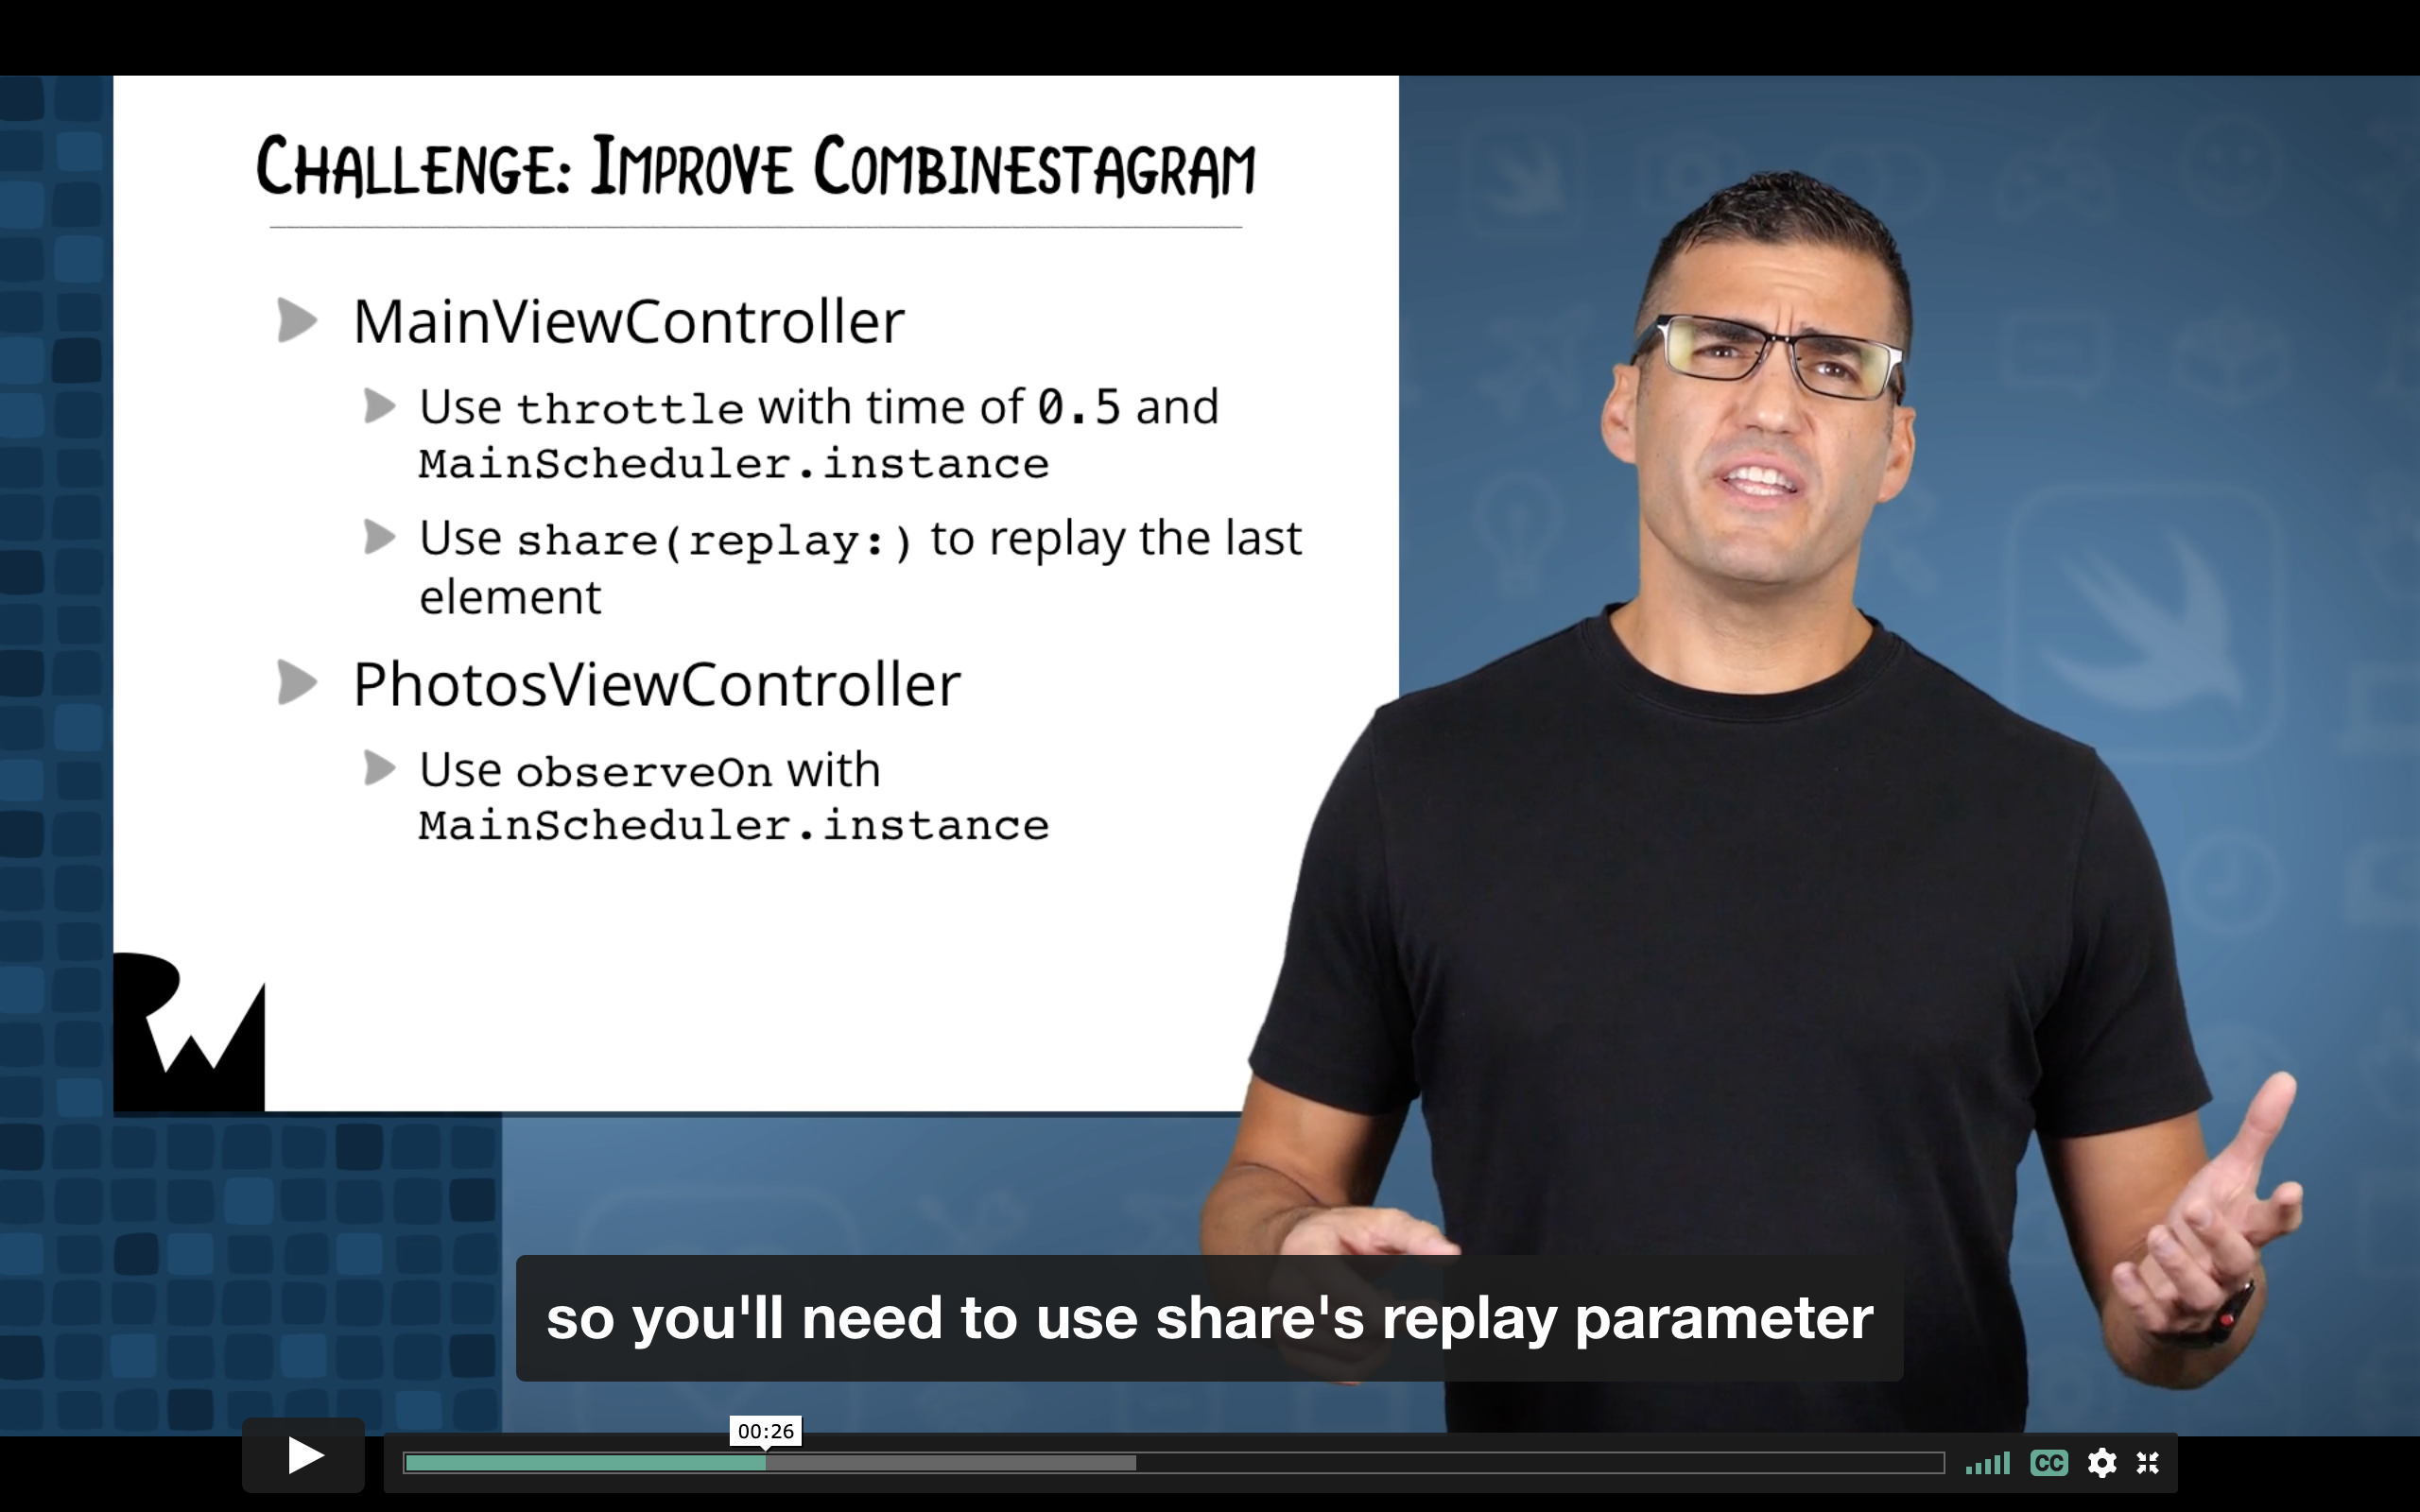 CHALLENGE: IMPROVE COMBINESTAGRAM
MainViewController
Use throttle with time of 0.5 and
MainScheduler.instance
Use share(replay:) to replay the last
element
PhotosViewController
Use observeOn with
MainScheduler.instance
RW
so you'll need to use share's replay parameter
00:26
CC